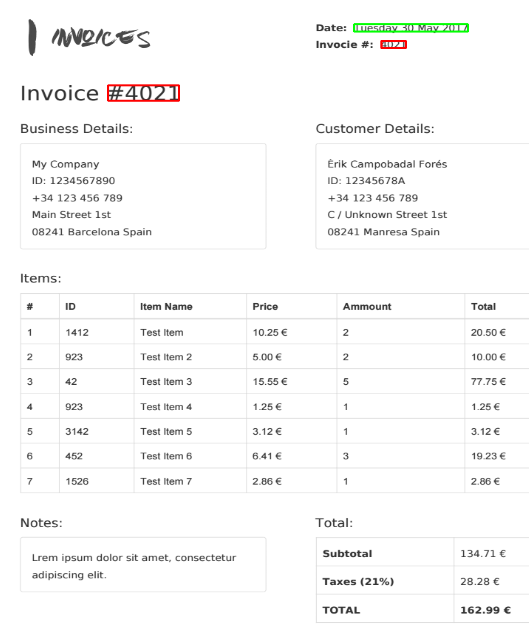 INVOICES
Date: Tuesday 30 May 2017
Invocie #: 4021
Invoice #4021
Business Details:
Customer Details:
My Company
ID: 1234567890
+34 123 456 789
Main Street 1st
08241 Barcelona Spain
Èrik Campobadal Forés
ID: 12345678A
+34 123 456 789
C / Unknown Street 1st
08241 Manresa Spain
Items:
# ID Item Name Price Ammount Total
1 1412 Test Item 10.25 € 2 20.50 €
2 923 Test Item 2 5.00 € 2 10.00 €
3 42 Test Item 3 15.55 € 5 77.75 €
4 923 Test Item 4 1.25 € 1 1.25 €
5 3142 Test Item 5 3.12 € 1 3.12 €
6 452 Test Item 6 6.41 € 3 19.23 €
7 1526 Test Item 7 2.86 € 1 2.86 €
Notes:
Lorem ipsum dolor sit amet, consectetur
adipiscing elit.
Total:
Subtotal 134.71 €
Taxes (21%) 28.28 €
TOTAL 162.99 €